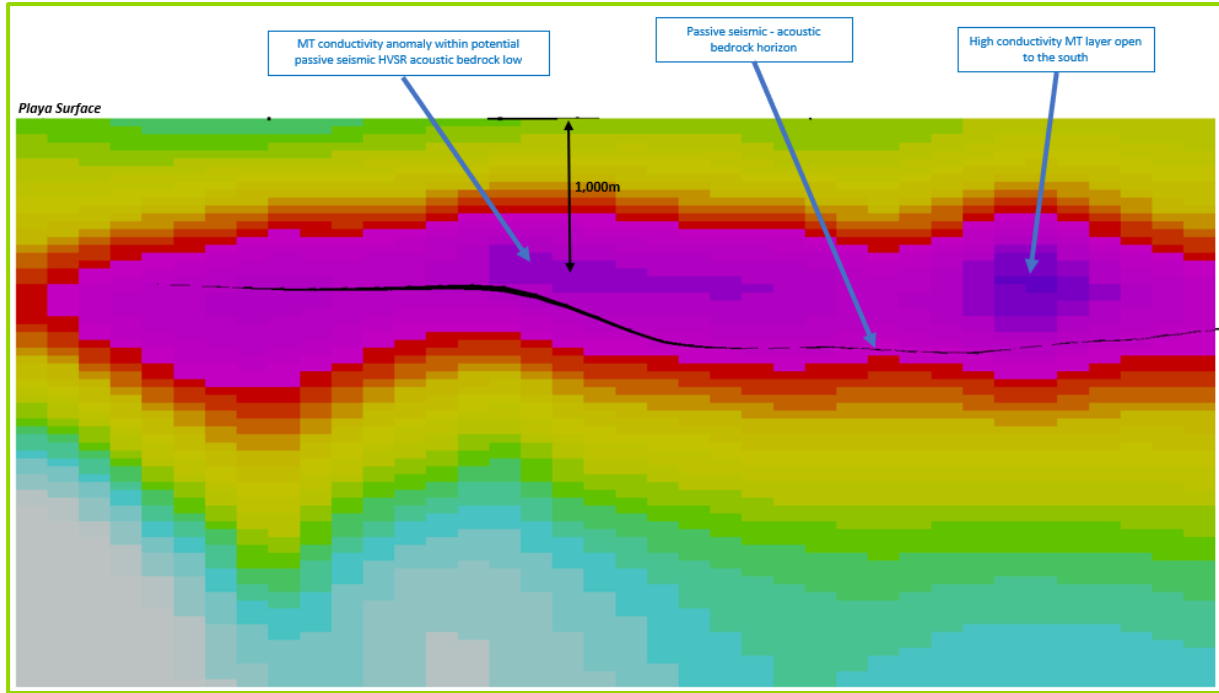 MT conductivity anomaly within potential
passive seismic HVSR acoustic bedrock low
Passive seismic - acoustic
bedrock horizon
High conductivity MT layer open
to the south
Playa Surface
1,000m